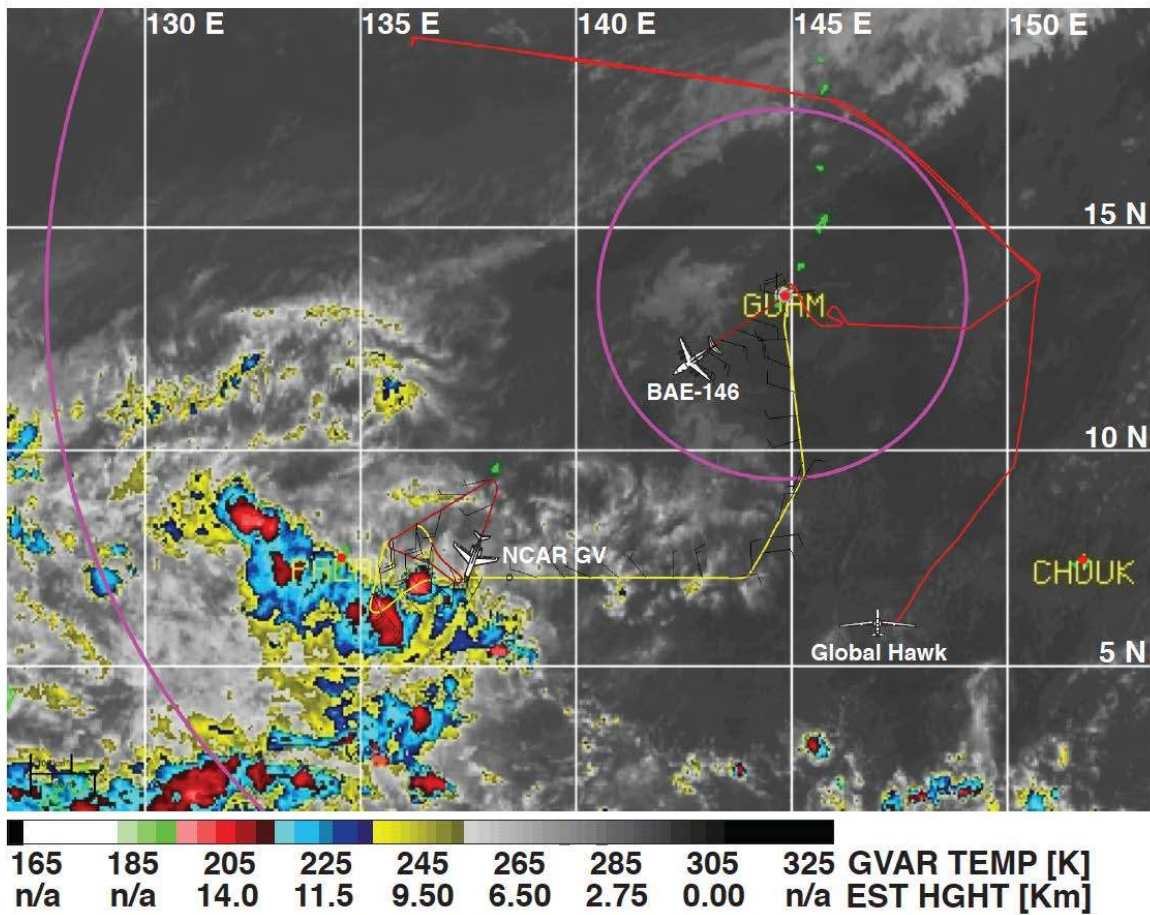 130 E 135 E 140 E 145 E 150 E
15 N
GUAM
BAE-146
10 N
NCAR GV
CHUUK
Global Hawk
5 N
165 185 205 225 245 265 285 305 325 GVAR TEMP [K]
n/a n/a 14.0 11.5 9.50 6.50 2.75 0.00 n/a EST HGHT [Km]